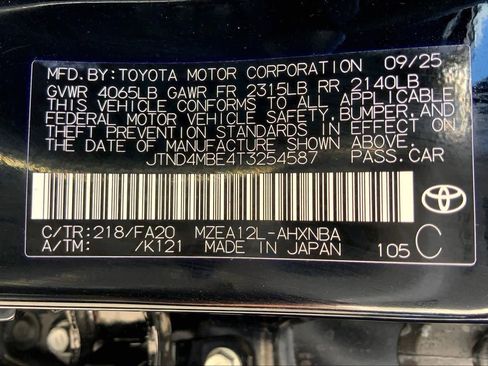 MFD.BY:TOYOTA MOTOR CORPORATION 09/25
GVWR 4065LB GAWR FR 2315LB RR 2140LB
THIS VEHICLE CONFORMS TO ALL APPLICABLE
FEDERAL MOTOR VEHICLE SAFETY,BUMPER,AND
THEFT PREVENTION STANDARDS IN EFFECT ON
THE DATE OF MANUFACTURE SHOWN ABOVE.
JTND4MBE4T3254587 PASS.CAR
C/TR:218/FA20 MZEA12L-AHXNBA
A/TM: /K121 MADE IN JAPAN 105 C